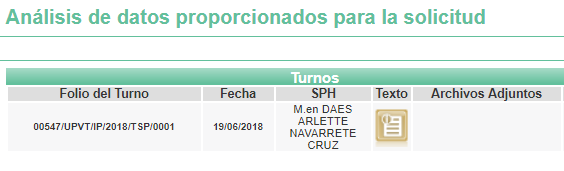 Análisis de datos proporcionados para la solicitud
Turnos
Folio del Turno Fecha SPH Texto Archivos Adjuntos
00547/UPVT/IP/2018/TSP/0001 19/06/2018 M.en DAES
ARLETTE
NAVARRETE
CRUZ